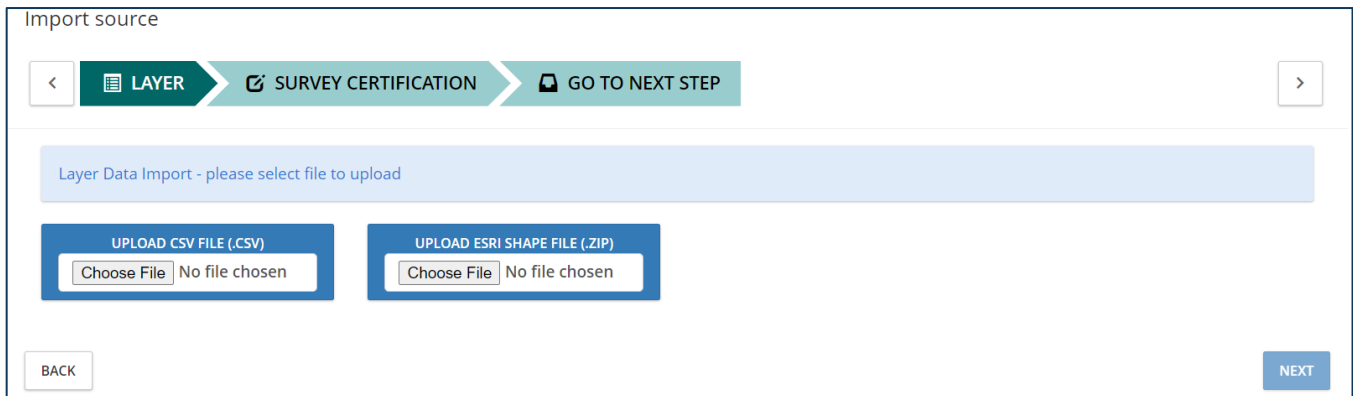 Import source
LAYER
SURVEY CERTIFICATION
GO TO NEXT STEP
Layer Data Import - please select file to upload
UPLOAD CSV FILE (.CSV)
Choose File No file chosen
UPLOAD ESRI SHAPE FILE (.ZIP)
Choose File No file chosen
BACK
NEXT